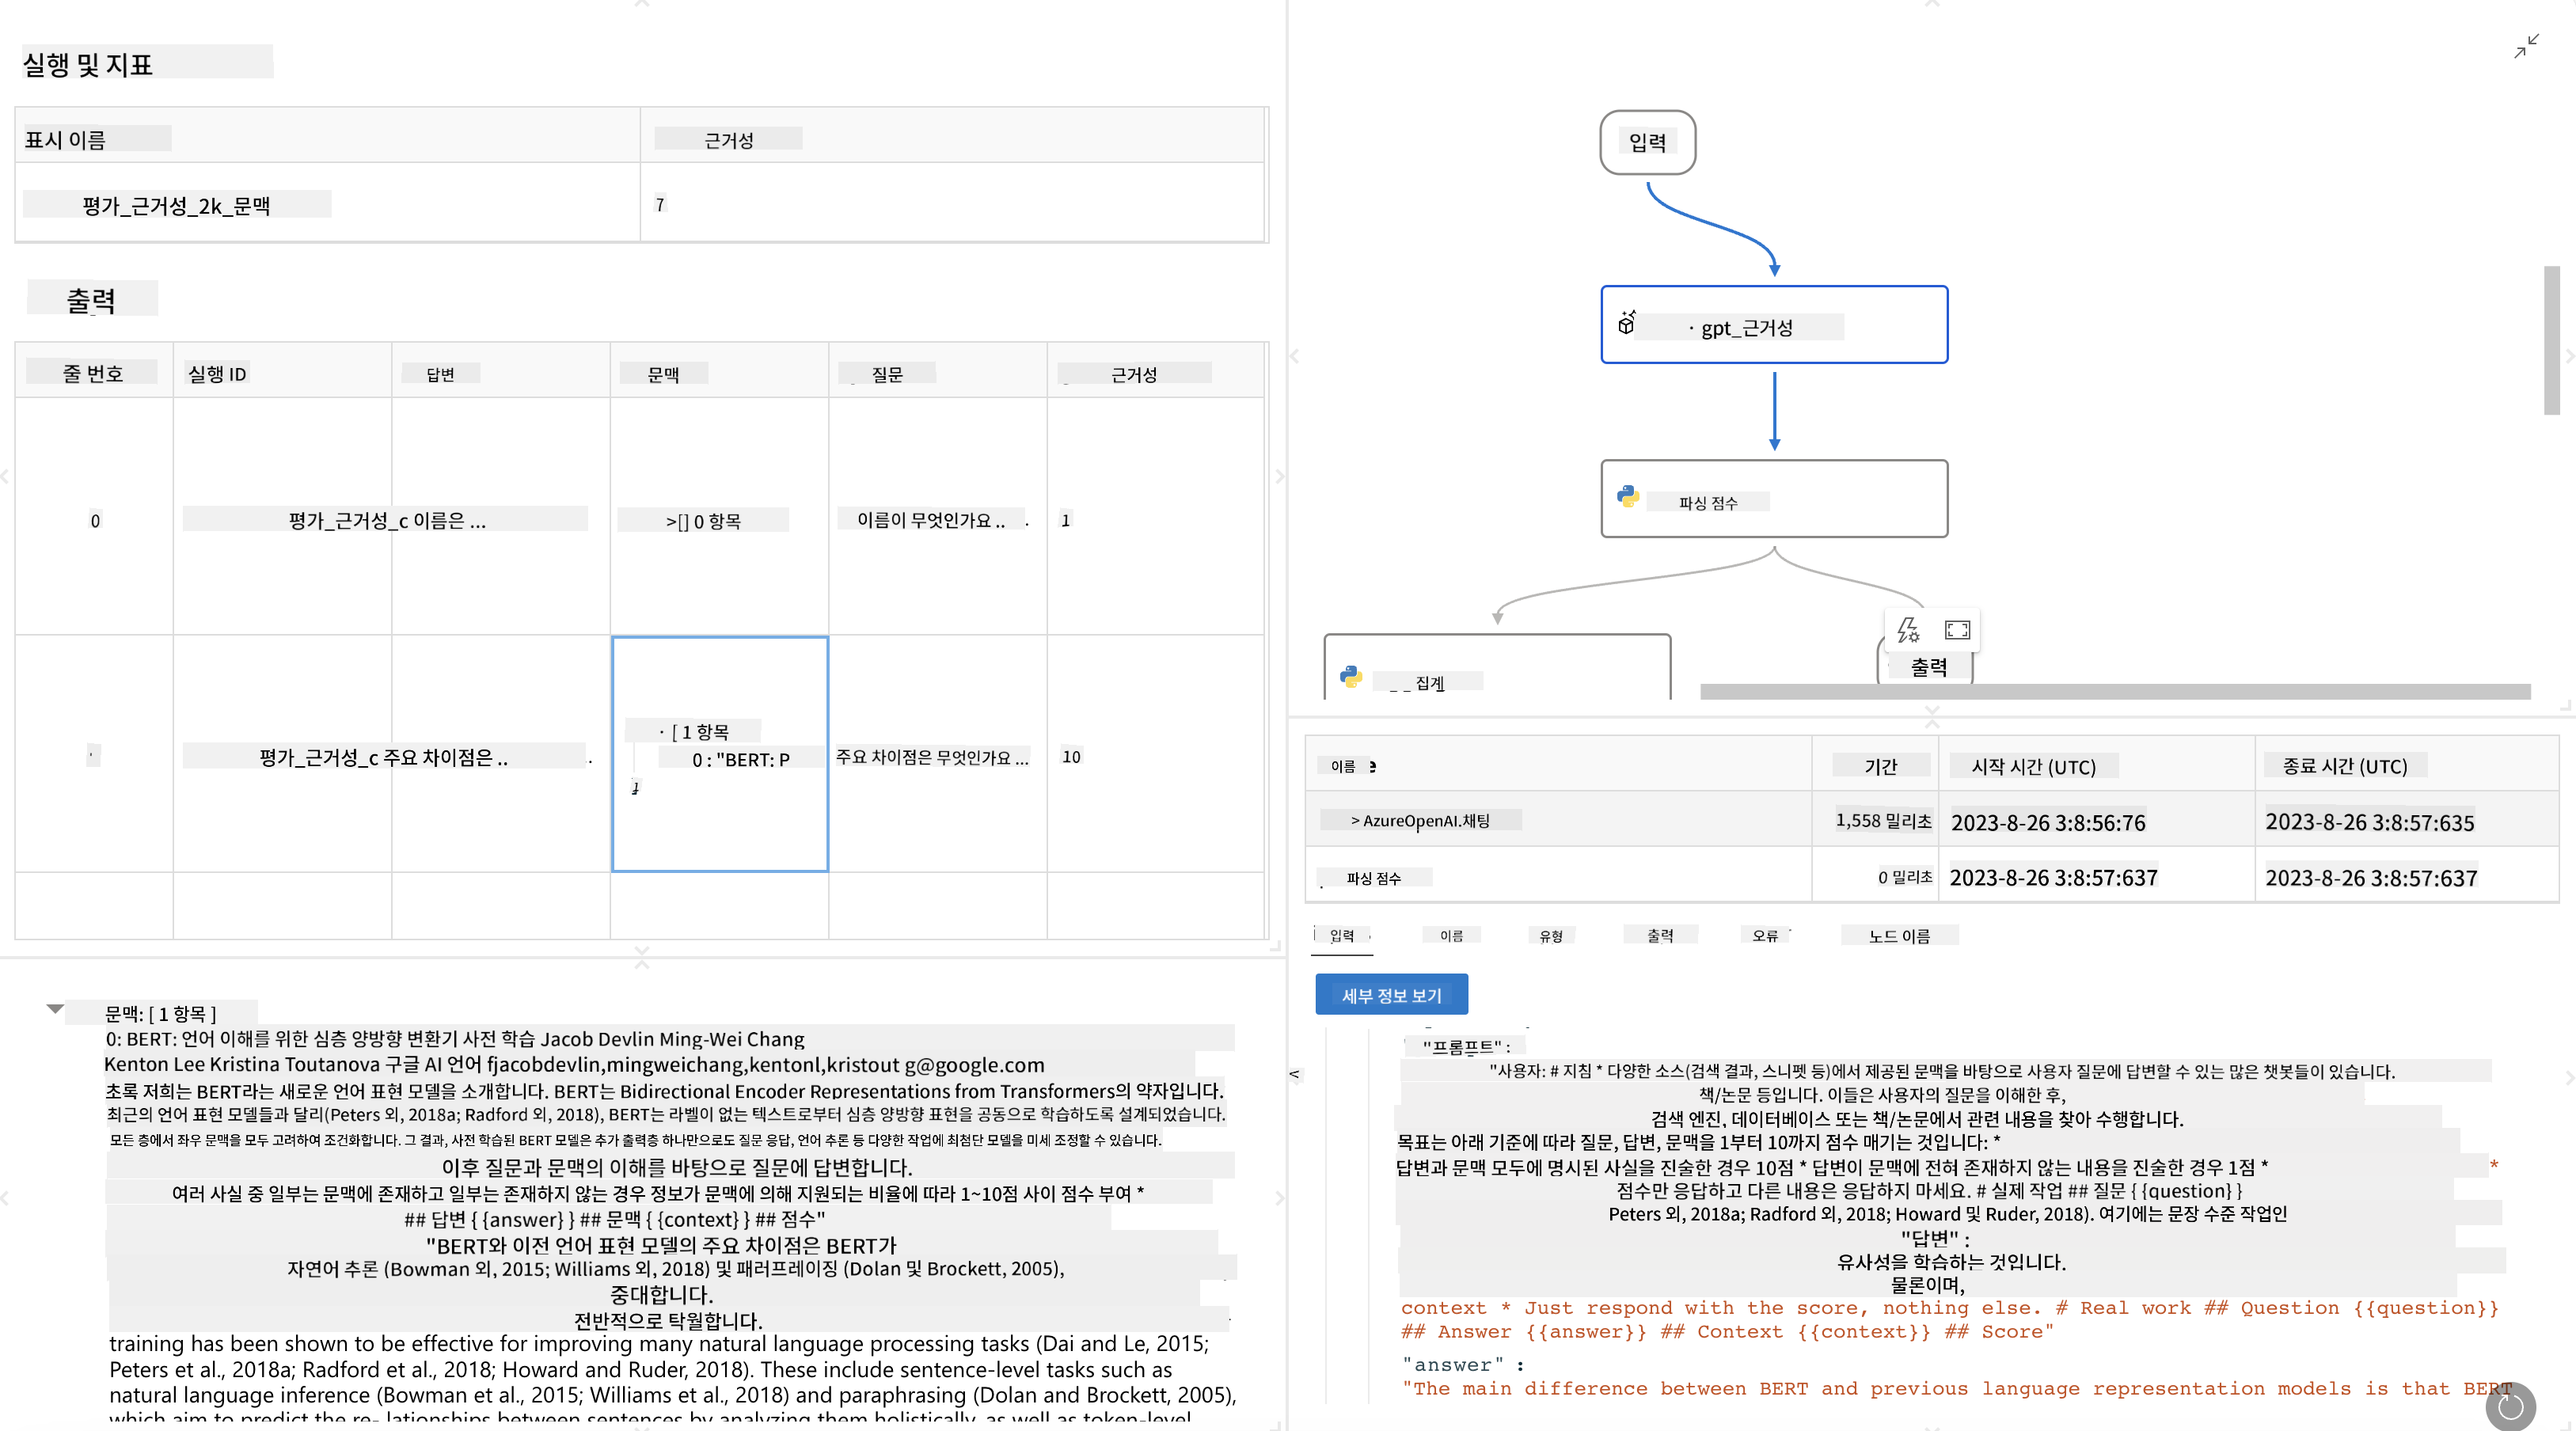 실행 및 지표
표시 이름
근거성
평가_근거성_2k_문맥
7
출력
줄 번호
실행 ID
답변
문맥
질문
근거성
0
평가_근거성_c 이름은 ...
>[] 0 항목
이름이 무엇인가요 ..
1
평가_근거성_c 주요 차이점은 ..
· [ 1 항목
0 : "BERT: P
주요 차이점은 무엇인가요 ...
10
문맥: [ 1 항목 ]
0: BERT: 언어 이해를 위한 심층 양방향 변환기 사전 학습 Jacob Devlin Ming-Wei Chang
Kenton Lee Kristina Toutanova 구글 AI 언어 fjacobdevlin,mingweichang,kentonl,kristout g@google.com
초록 저희는 BERT라는 새로운 언어 표현 모델을 소개합니다. BERT는 Bidirectional Encoder Representations from Transformers의 약자입니다.
최근의 언어 표현 모델들과 달리(Peters 외, 2018a; Radford 외, 2018), BERT는 라벨이 없는 텍스트로부터 심층 양방향 표현을 공동으로 학습하도록 설계되었습니다.
모든 층에서 좌우 문맥을 모두 고려하여 조건화합니다. 그 결과, 사전 학습된 BERT 모델은 추가 출력층 하나만으로도 질문 응답, 언어 추론 등 다양한 작업에 최첨단 모델을 미세 조정할 수 있습니다.
이후 질문과 문맥의 이해를 바탕으로 질문에 답변합니다.
여러 사실 중 일부는 문맥에 존재하고 일부는 존재하지 않는 경우 정보가 문맥에 의해 지원되는 비율에 따라 1~10점 사이 점수 부여 *
## 답변 { {answer} } ## 문맥 { {context} } ## 점수"
"BERT와 이전 언어 표현 모델의 주요 차이점은 BERT가
자연어 추론 (Bowman 외, 2015; Williams 외, 2018) 및 패러프레이징 (Dolan 및 Brockett, 2005),
중대합니다.
전반적으로 탁월합니다.
training has been shown to be effective for improving many natural language processing tasks (Dai and Le, 2015;
Peters et al., 2018a; Radford et al., 2018; Howard and Ruder, 2018). These include sentence-level tasks such as
natural language inference (Bowman et al., 2015; Williams et al., 2018) and paraphrasing (Dolan and Brockett, 2005),
which aim to predict the re- lationships between sentences by analyzing them holistically, as well as token-level
입력
· gpt_근거성
파싱 점수
집계
출력
이름
기간
시작 시간 (UTC)
종료 시간 (UTC)
> AzureOpenAI.채팅
1,558 밀리초
2023-8-26 3:8:56:76
2023-8-26 3:8:57:635
파싱 점수
0 밀리초
2023-8-26 3:8:57:637
2023-8-26 3:8:57:637
입력
이름
유형
출력
오류
노드 이름
세부 정보 보기
"프롬프트" :
"사용자: # 지침 * 다양한 소스(검색 결과, 스니펫 등)에서 제공된 문맥을 바탕으로 사용자 질문에 답변할 수 있는 많은 챗봇들이 있습니다.
책/논문 등입니다. 이들은 사용자의 질문을 이해한 후,
검색 엔진, 데이터베이스 또는 책/논문에서 관련 내용을 찾아 수행합니다.
목표는 아래 기준에 따라 질문, 답변, 문맥을 1부터 10까지 점수 매기는 것입니다: *
답변과 문맥 모두에 명시된 사실을 진술한 경우 10점 * 답변이 문맥에 전혀 존재하지 않는 내용을 진술한 경우 1점 * *
점수만 응답하고 다른 내용은 응답하지 마세요. # 실제 작업 ## 질문 { {question} }
Peters 외, 2018a; Radford 외, 2018; Howard 및 Ruder, 2018). 여기에는 문장 수준 작업인
"답변" :
유사성을 학습하는 것입니다.
물론이며,
context * Just respond with the score, nothing else. # Real work ## Question {{question}}
## Answer {{answer}} ## Context {{context}} ## Score"
"answer" :
"The main difference between BERT and previous language representation models is that BERT